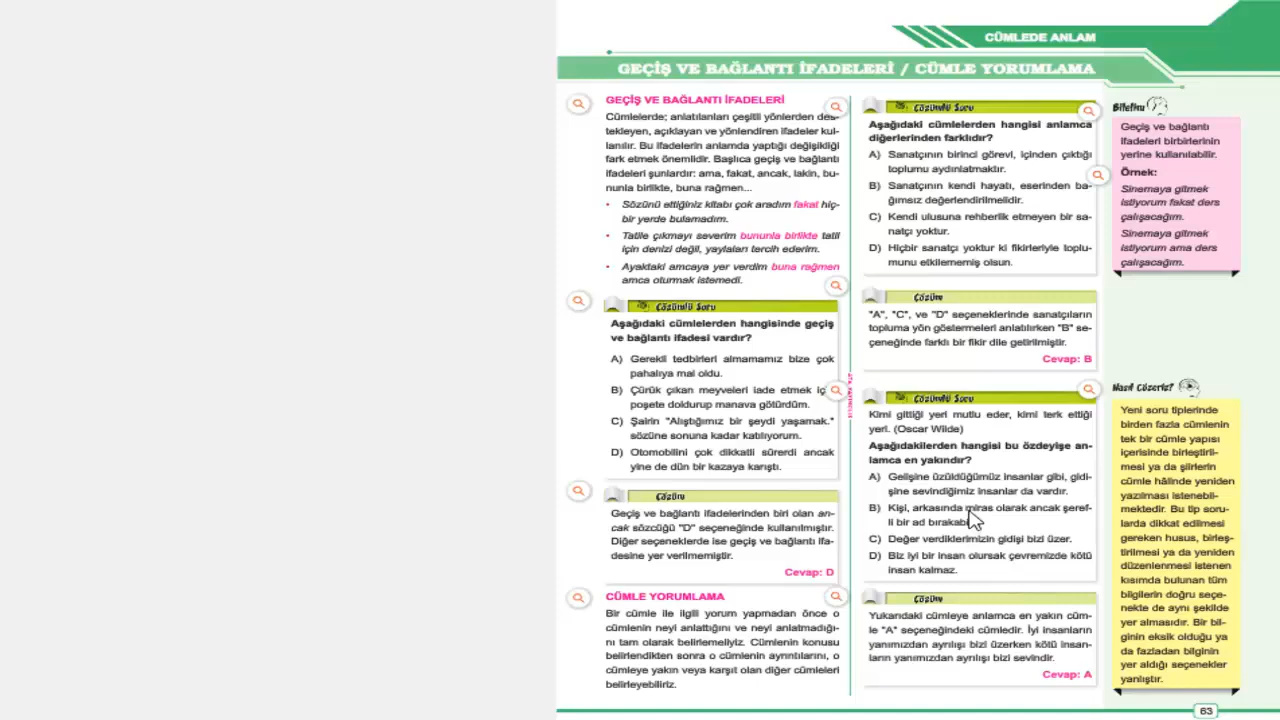 CÜMLEDE ANLAM
GEÇİŞ VE BAĞLANTI İFADELERİ / CÜMLE YORUMLAMA
GEÇİŞ VE BAĞLANTI İFADELERİ
Cümlelerde; anlatılanları çeşitli yönlerden des-
tekleyen, açıklayan ve yönlendiren ifadeler kul-
lanılır. Bu ifadelerin anlamda yaptığı değişikliği
fark etmek önemlidir. Başlıca geçiş ve bağlantı
ifadeleri şunlardır: ama, fakat, ancak, lakin, bu-
nunla birlikte, buna rağmen...
• Sözünü ettiğiniz kitabı çok aradım fakat hiç-
bir yerde bulamadım.
• Tatile çıkmayı severim bununla birlikte tatil
için denizi değil, yaylaları tercih ederim.
• Ayaktaki amcaya yer verdim buna rağmen
amca oturmak istemedi.
Çözümlü Soru
Aşağıdaki cümlelerden hangisinde geçiş
ve bağlantı ifadesi vardır?
A) Gerekli tedbirleri almamamız bize çok
pahalıya mal oldu.
B) Çürük çıkan meyveleri iade etmek
poşete doldurup manava götürdüm.
C) Şairin "Alıştığımız bir şeydi yaşamak."
sözüne sonuna kadar katılıyorum.
D) Otomobilini çok dikkatli sürerdi ancak
yine de dün bir kazaya karıştı.
Çözüm
Geçiş ve bağlantı ifadelerinden biri olan an-
cak sözcüğü "D" seçeneğinde kullanılmıştır.
Diğer seçeneklerde ise geçiş ve bağlantı ifa-
desine yer verilmemiştir.
Cevap: D
CÜMLE YORUMLAMA
Bir cümle ile ilgili yorum yapmadan önce o
cümlenin neyi anlattığını ve neyi anlatmadığı-
nı tam olarak belirlemeliyiz. Cümlenin konusu
belirlendikten sonra o cümlenin ayrıntılarını, o
cümleye yakın veya karşıt olan diğer cümleleri
belirleyebiliriz.
Çözümlü Soru
Aşağıdaki cümlelerden hangisi anlamca
diğerlerinden farklıdır?
A) Sanatçının birinci görevi, içinden çıktığı
toplumu aydınlatmaktır.
B) Sanatçının kendi hayatı, eserinden ba-
ğımsız değerlendirilmelidir.
C) Kendi ulusuna rehberlik etmeyen bir sa-
natçı yoktur.
D) Hiçbir sanatçı yoktur ki fikirleriyle toplu-
munu etkilememiş olsun.
Çözüm
"A", "C", ve "D" seçeneklerinde sanatçıların
topluma yön göstermeleri anlatılırken "B" se-
çeneğinde farklı bir fikir dile getirilmiştir.
Cevap: B
Çözümlü Soru
Kimi gittiği yeri mutlu eder, kimi terk ettiği
yeri. (Oscar Wilde)
Aşağıdakilerden hangisi bu özdeyişe an-
lamca en yakındır?
A) Gelişine üzüldüğümüz insanlar gibi, gidi-
şine sevindiğimiz insanlar da vardır.
B) Kişi, arkasında miras olarak ancak şeref-
li bir ad
C) Değer verdiklerimizin gidişi bizi üzer.
D) Biz iyi bir insan olursak çevremizde kötü
insan kalmaz.
Çözüm
Yukarıdaki cümleye anlamca en yakın cüm-
le "A" seçeneğindeki cümledir. İyi insanların
yanımızdan ayrılışı bizi üzerken kötü insan-
ların yanımızdan ayrılışı bizi sevindir.
Cevap: A
Geçiş ve bağlantı
ifadeleri birbirlerinin
yerine kullanılabilir.
Örnek:
Sinemaya gitmek
istiyorum fakat ders
çalışacağım.
Sinemaya gitmek
istiyorum ama ders
çalışacağım.
Nasıl Çözeriz?
Yeni soru tiplerinde
birden fazla cümlenin
tek bir cümle yapısı
içerisinde birleştiril-
mesi ya da şiirlerin
cümle hâlinde yeniden
yazılması istenebil-
mektedir. Bu tip soru-
larda dikkat edilmesi
gereken husus, birleş-
tirilmesi ya da yeniden
düzenlenmesi istenen
kısımda bulunan tüm
bilgilerin doğru seçe-
nekte de aynı şekilde
yer almasıdır. Bir bil-
ginin eksik olduğu ya
da fazladan bilginin
yer aldığı seçenekler
yanlıştır.
63